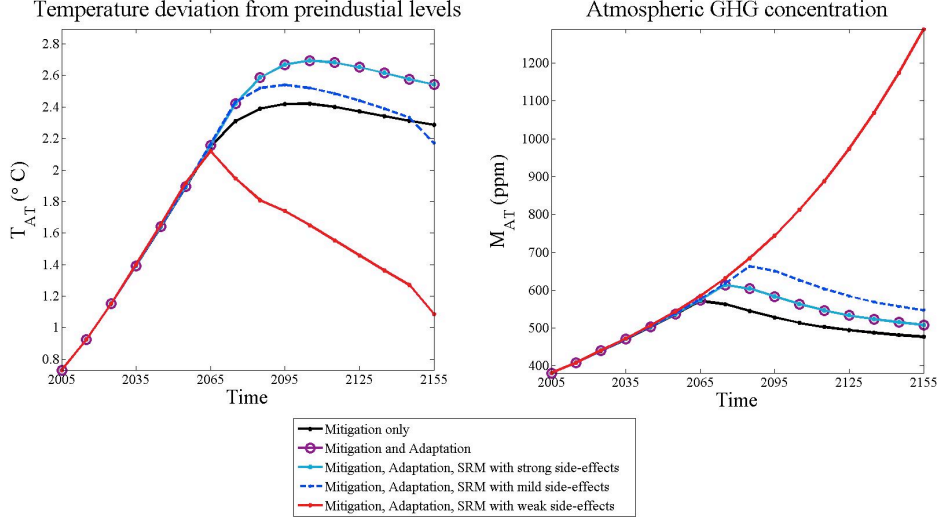 Temperature deviation from preindustial levels
Atmospheric GHG concentration
2.8
2.6
2.4
2.2
2
1.8
1.6
1.4
1.2
1
0.8
T_AT (° C)
2005 2035 2065 2095 2125 2155
Time
1200
1100
1000
900
800
700
600
500
400
M_AT (ppm)
2005 2035 2065 2095 2125 2155
Time
Mitigation only
Mitigation and Adaptation
Mitigation, Adaptation, SRM with strong side-effects
Mitigation, Adaptation, SRM with mild side-effects
Mitigation, Adaptation, SRM with weak side-effects